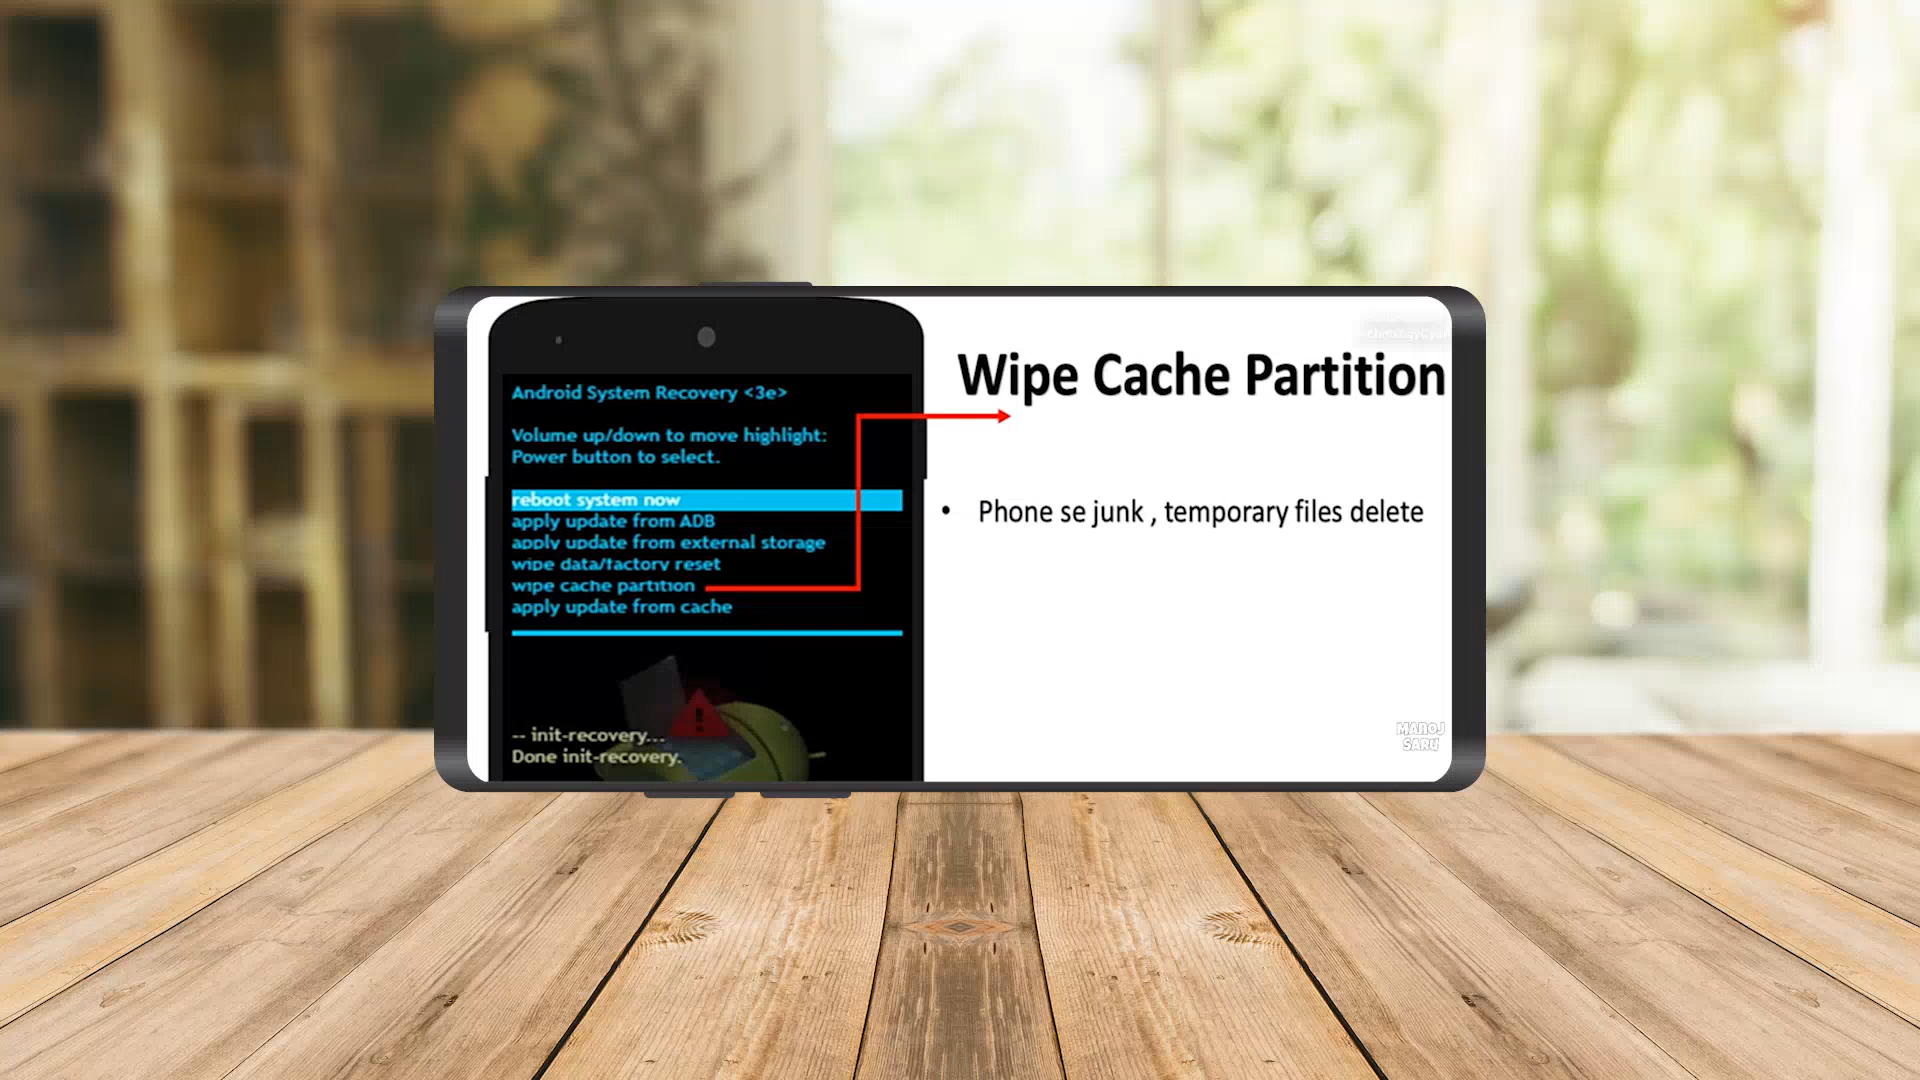 Android System Recovery <3e>
Volume up/down to move highlight:
Power button to select.
reboot system now
apply update from ADB
apply update from external storage
wipe data/factory reset
wipe cache partition
apply update from cache
-- init-recovery...
Done init-recovery.
Wipe Cache Partition
• Phone se junk , temporary files delete
MANOJ
SARU